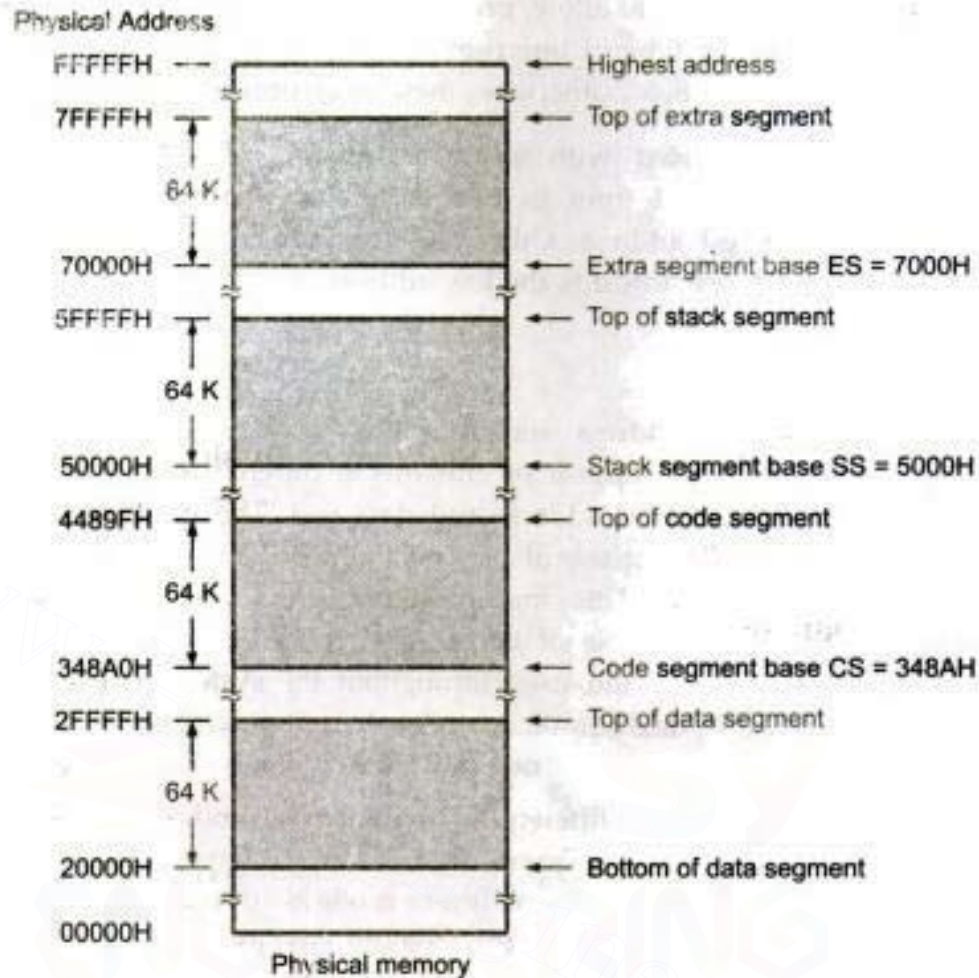 Physical Address
FFFFFH
Highest address
7FFFFH
Top of extra segment
64 K
70000H
Extra segment base ES = 7000H
5FFFFH
Top of stack segment
64 K
50000H
Stack segment base SS = 5000H
4489FH
Top of code segment
64 K
348A0H
Code segment base CS = 348AH
2FFFFH
Top of data segment
64 K
20000H
Bottom of data segment
00000H
Physical memory